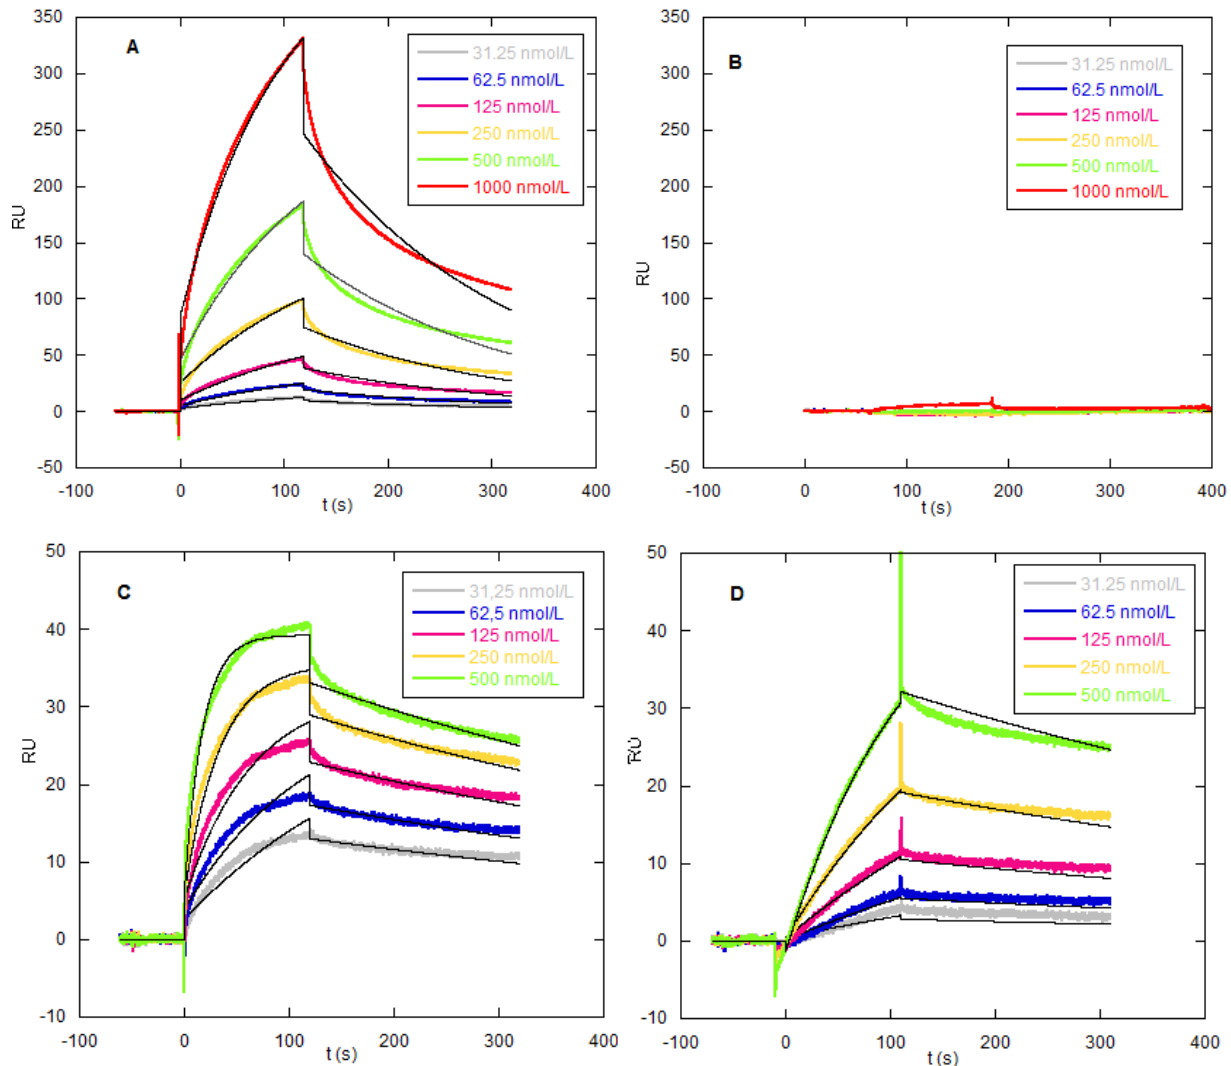 A
31.25 nmol/L
62.5 nmol/L
125 nmol/L
250 nmol/L
500 nmol/L
1000 nmol/L
350
300
250
200
150
100
50
0
-50
RU
-100 0 100 200 300 400
t (s)
B
31.25 nmol/L
62.5 nmol/L
125 nmol/L
250 nmol/L
500 nmol/L
1000 nmol/L
350
300
250
200
150
100
50
0
-50
RU
-100 0 100 200 300 400
t (s)
C
31,25 nmol/L
62,5 nmol/L
125 nmol/L
250 nmol/L
500 nmol/L
50
40
30
20
10
0
-10
RU
-100 0 100 200 300 400
t (s)
D
31.25 nmol/L
62.5 nmol/L
125 nmol/L
250 nmol/L
500 nmol/L
50
40
30
20
10
0
-10
RU
-100 0 100 200 300 400
t (s)